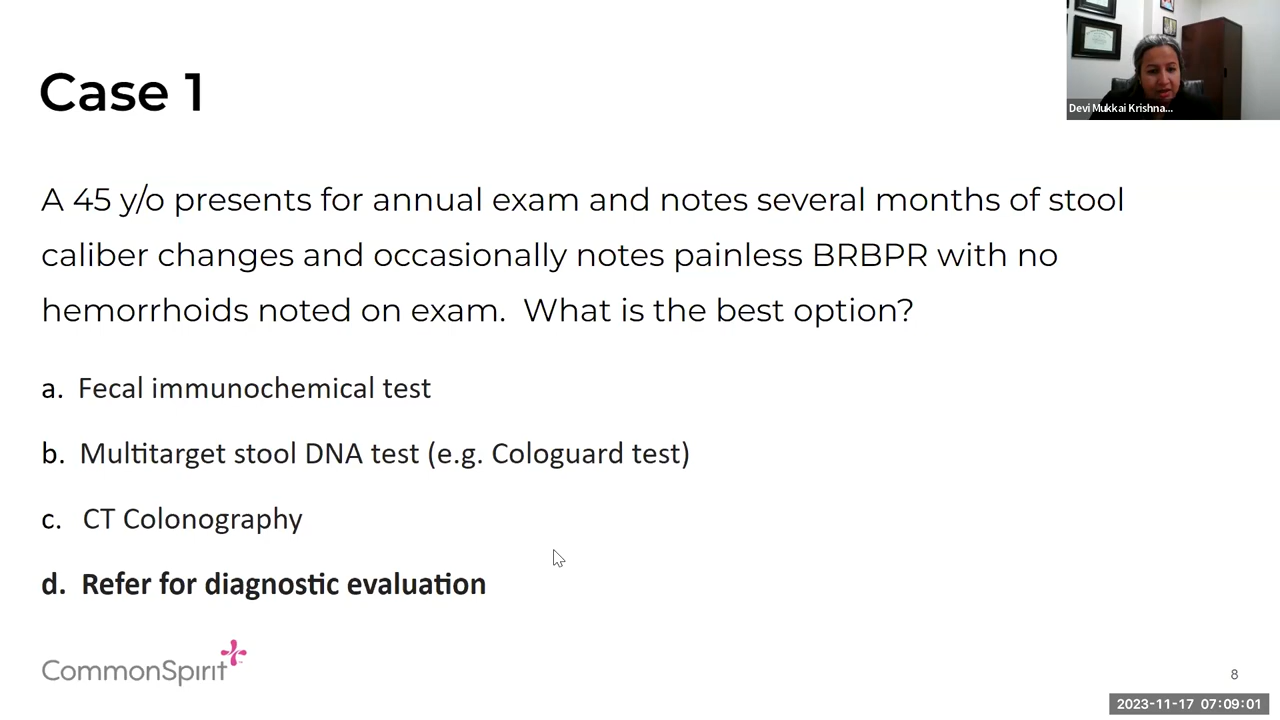 Case 1
Devi Mukkai Krishna...
A 45 y/o presents for annual exam and notes several months of stool
caliber changes and occasionally notes painless BRBPR with no
hemorrhoids noted on exam.  What is the best option?
a. Fecal immunochemical test
b. Multitarget stool DNA test (e.g. Cologuard test)
c. CT Colonography
d. Refer for diagnostic evaluation
CommonSpirit
8
2023-11-17 07:09:01